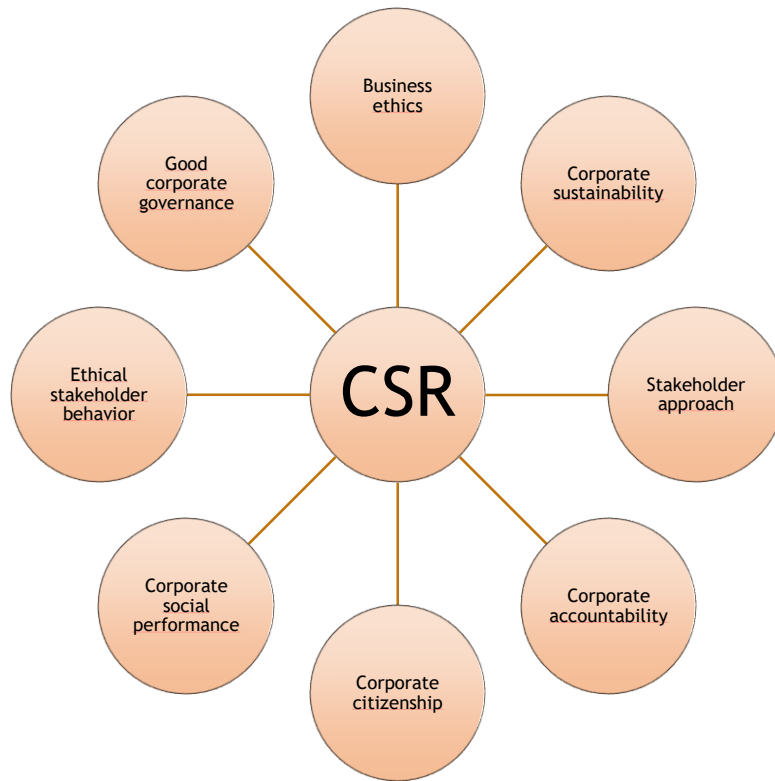 Business
ethics
Good
corporate
governance
Corporate
sustainability
Ethical
stakeholder
behavior
CSR
Stakeholder
approach
Corporate
social
performance
Corporate
accountability
Corporate
citizenship